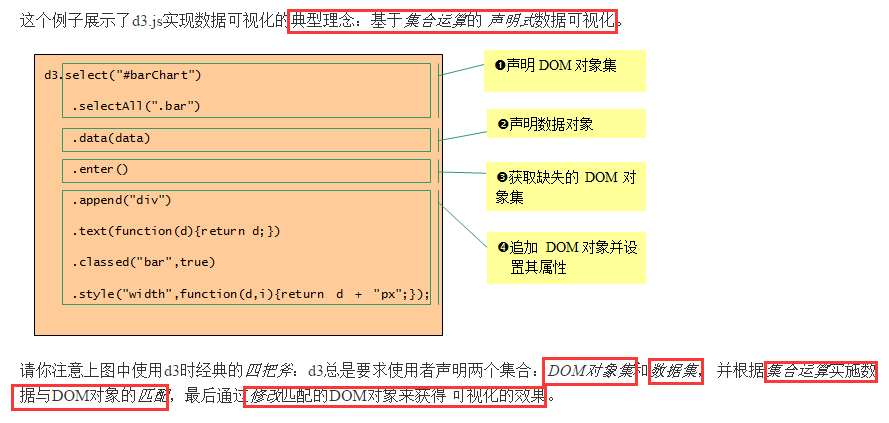 这个例子展示了d3.js实现数据可视化的典型理念：基于集合运算的 声明式数据可视化。
d3.select("#barChart")
.selectAll(".bar")
.data(data)
.enter()
.append("div")
.text(function(d){return d;})
.classed("bar",true)
.style("width",function(d,i){return d + "px";});
❶声明 DOM 对象集
❷声明数据对象
❸获取缺失的 DOM 对
象集
❹追加 DOM 对象并设
置其属性
请你注意上图中使用d3时经典的四把斧：d3总是要求使用者声明两个集合：DOM对象集和数据集，并根据集合运算实施数
据与DOM对象的匹配，最后通过修改匹配的DOM对象来获得 可视化的效果。